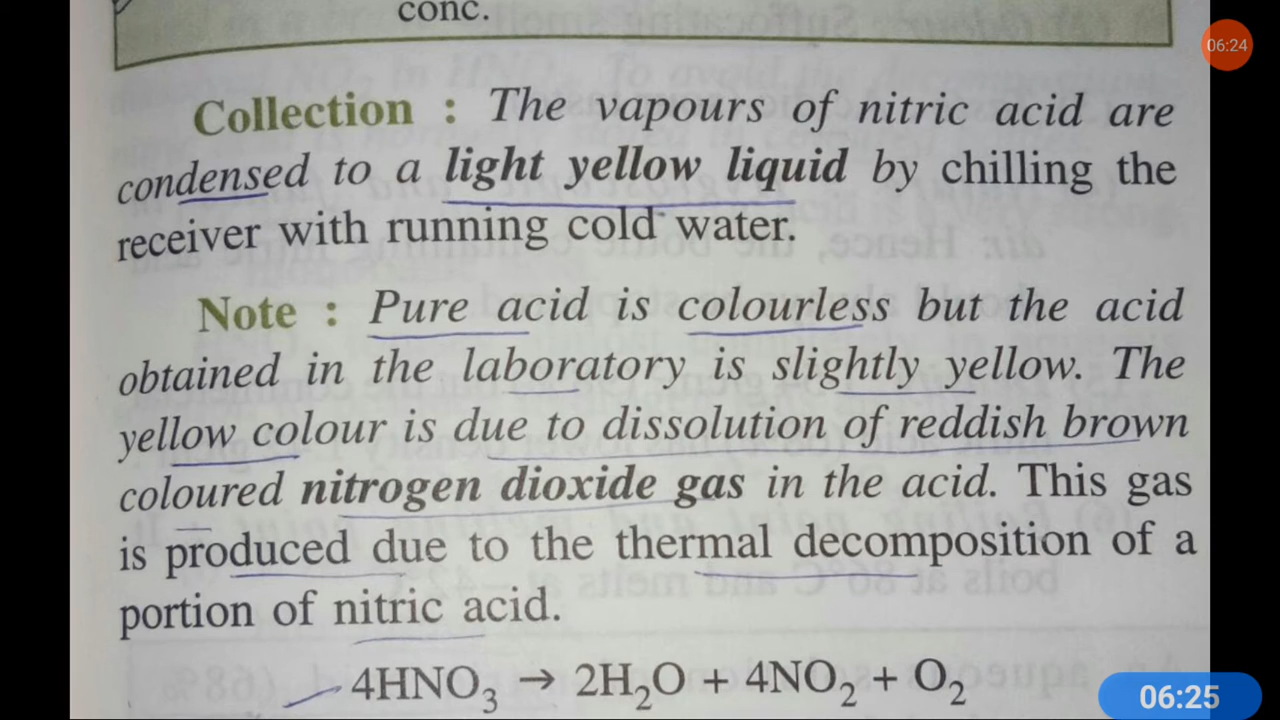 conc.
06:24
Collection : The vapours of nitric acid are
condensed to a light yellow liquid by chilling the
receiver with running cold water.
Note : Pure acid is colourless but the acid
obtained in the laboratory is slightly yellow. The
yellow colour is due to dissolution of reddish brown
coloured nitrogen dioxide gas in the acid. This gas
is produced due to the thermal decomposition of a
portion of nitric acid.
4HNO₃ → 2H₂O + 4NO₂ + O₂
06:25